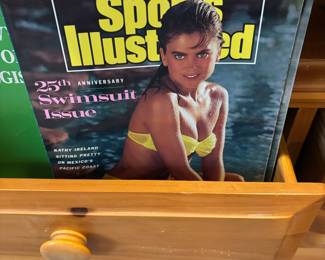 Sports
Illustrated
25th ANNIVERSARY
Swimsuit
Issue
KATHY IRELAND
SITTING PRETTY
ON MEXICO'S
PACIFIC COAST